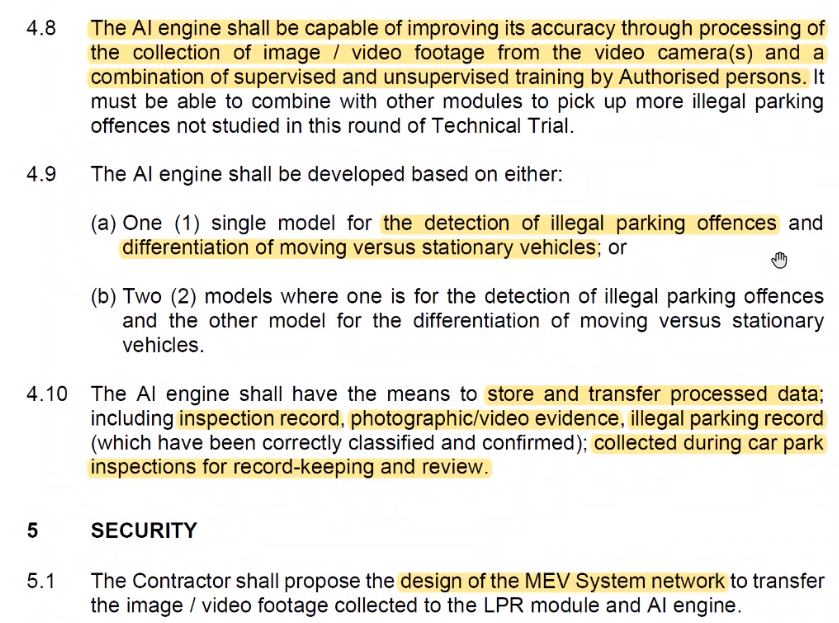 4.8 The AI engine shall be capable of improving its accuracy through processing of
the collection of image / video footage from the video camera(s) and a
combination of supervised and unsupervised training by Authorised persons. It
must be able to combine with other modules to pick up more illegal parking
offences not studied in this round of Technical Trial.
4.9 The AI engine shall be developed based on either:
(a) One (1) single model for the detection of illegal parking offences and
differentiation of moving versus stationary vehicles; or
(b) Two (2) models where one is for the detection of illegal parking offences
and the other model for the differentiation of moving versus stationary
vehicles.
4.10 The AI engine shall have the means to store and transfer processed data;
including inspection record, photographic/video evidence, illegal parking record
(which have been correctly classified and confirmed); collected during car park
inspections for record-keeping and review.
5 SECURITY
5.1 The Contractor shall propose the design of the MEV System network to transfer
the image / video footage collected to the LPR module and AI engine.